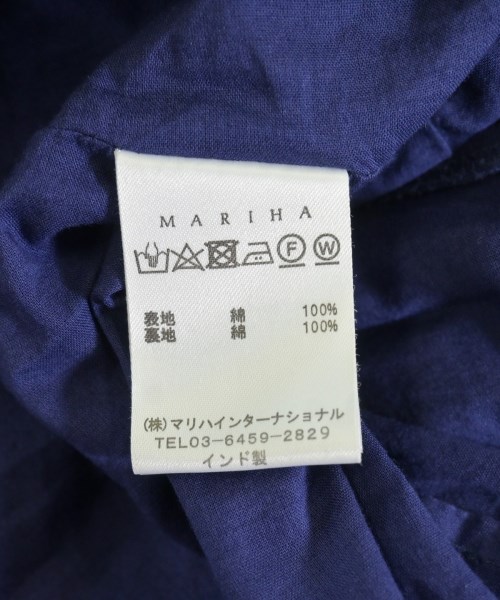 MARIHA
F W
表地 綿 100%
裏地 綿 100%
(株)マリハインターナショナル
TEL03-6459-2829
インド製